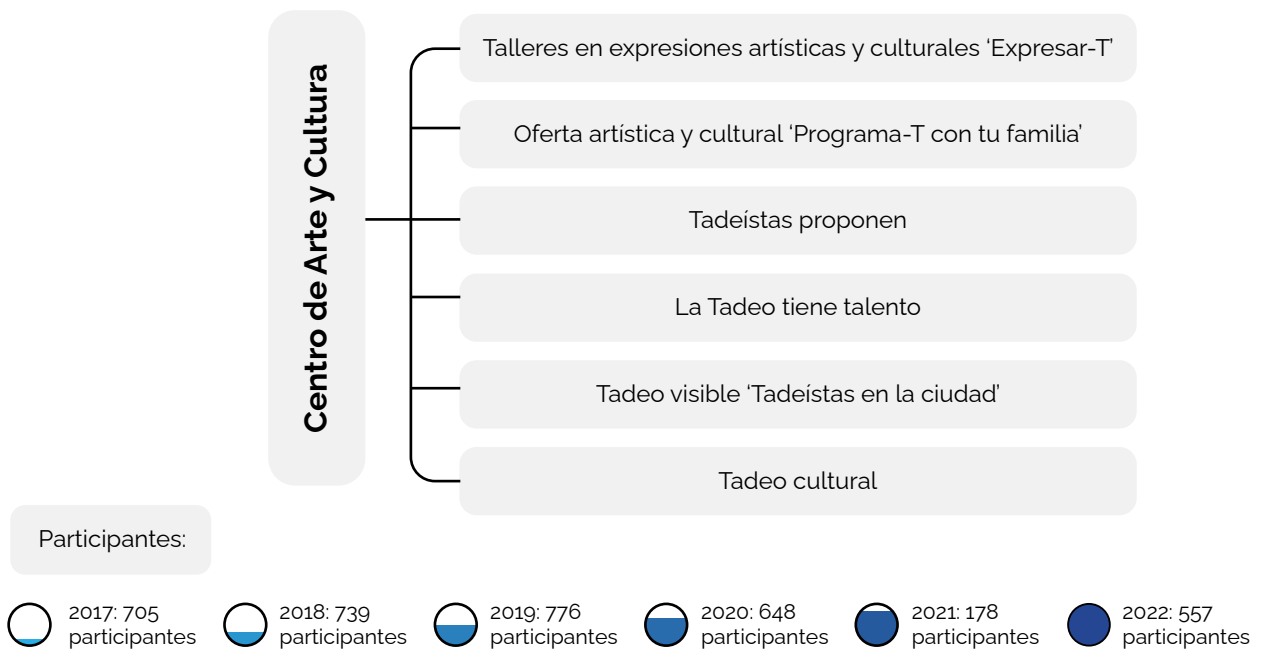 Centro de Arte y Cultura
Talleres en expresiones artísticas y culturales ‘Expresar-T’
Oferta artística y cultural ‘Programa-T con tu familia’
Tadeístas proponen
La Tadeo tiene talento
Tadeo visible ‘Tadeístas en la ciudad’
Tadeo cultural
Participantes:
2017: 705
participantes
2018: 739
participantes
2019: 776
participantes
2020: 648
participantes
2021: 178
participantes
2022: 557
participantes